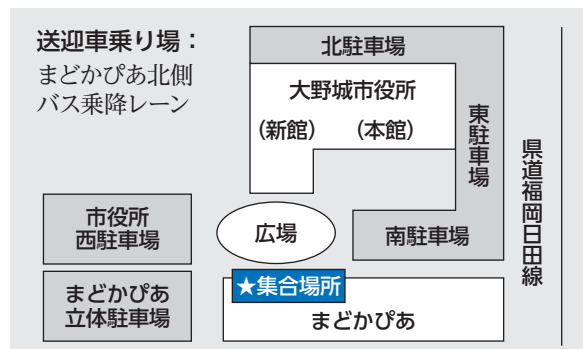 送迎車乗り場：
まどかぴあ北側
バス乗降レーン
北駐車場
大野城市役所
（新館）
（本館）
東駐車場
県道福岡日田線
市役所
西駐車場
広場
南駐車場
★集合場所
まどかぴあ
立体駐車場
まどかぴあ